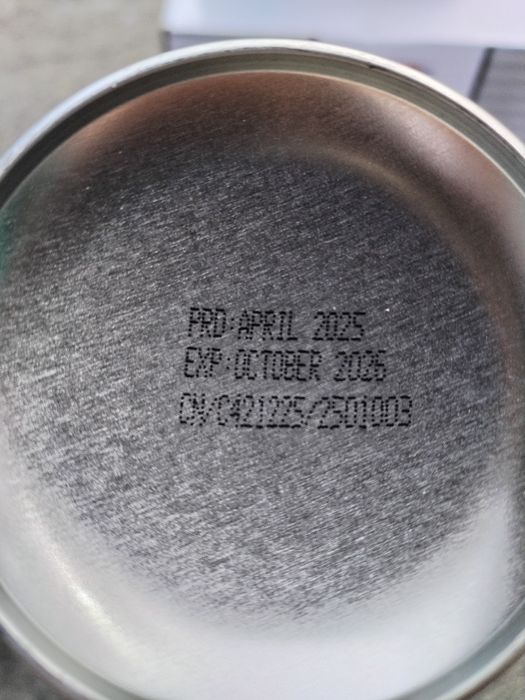 PRD:APRIL 2025
EXP:OCTOBER 2026
CN/C421225/2501003